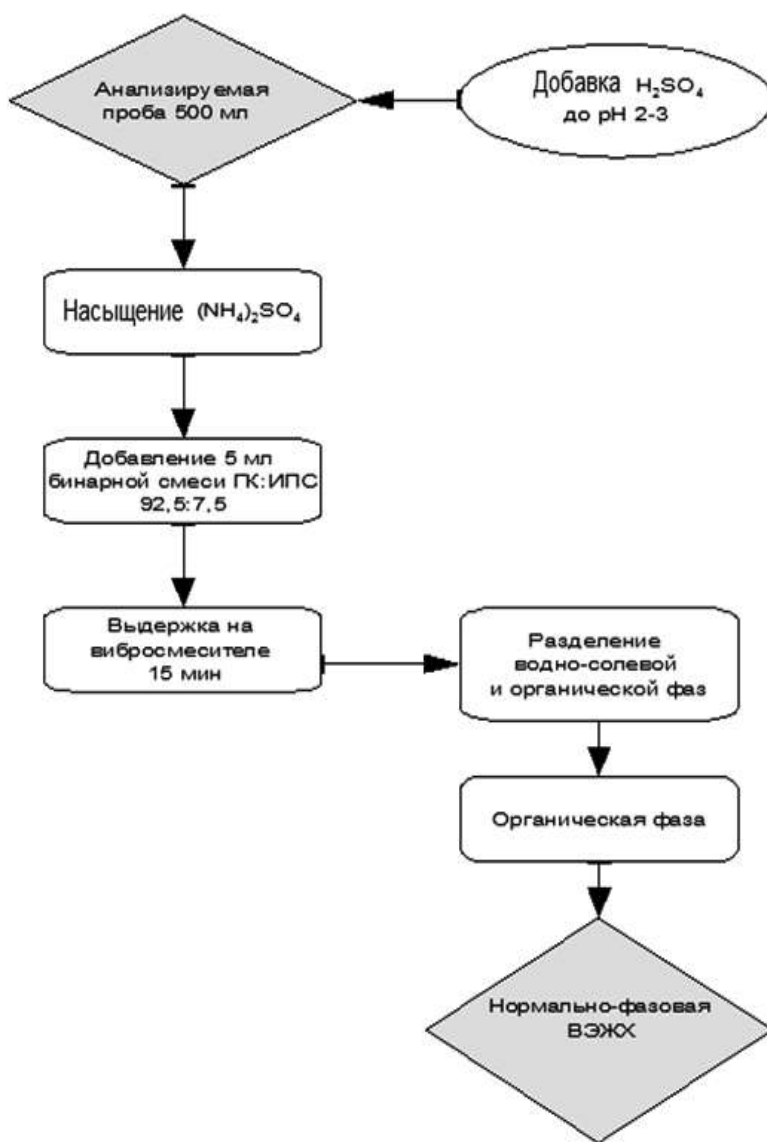 Анализируемая
проба 500 мл
Добавка H₂SO₄
до pH 2-3
Насыщение (NH₄)₂SO₄
Добавление 5 мл
бинарной смеси ГК:ИПС
92,5:7,5
Выдержка на
вибросмесителе
15 мин
Разделение
водно-солевой
и органической фаз
Органическая фаза
Нормально-фазовая
ВЭЖХ